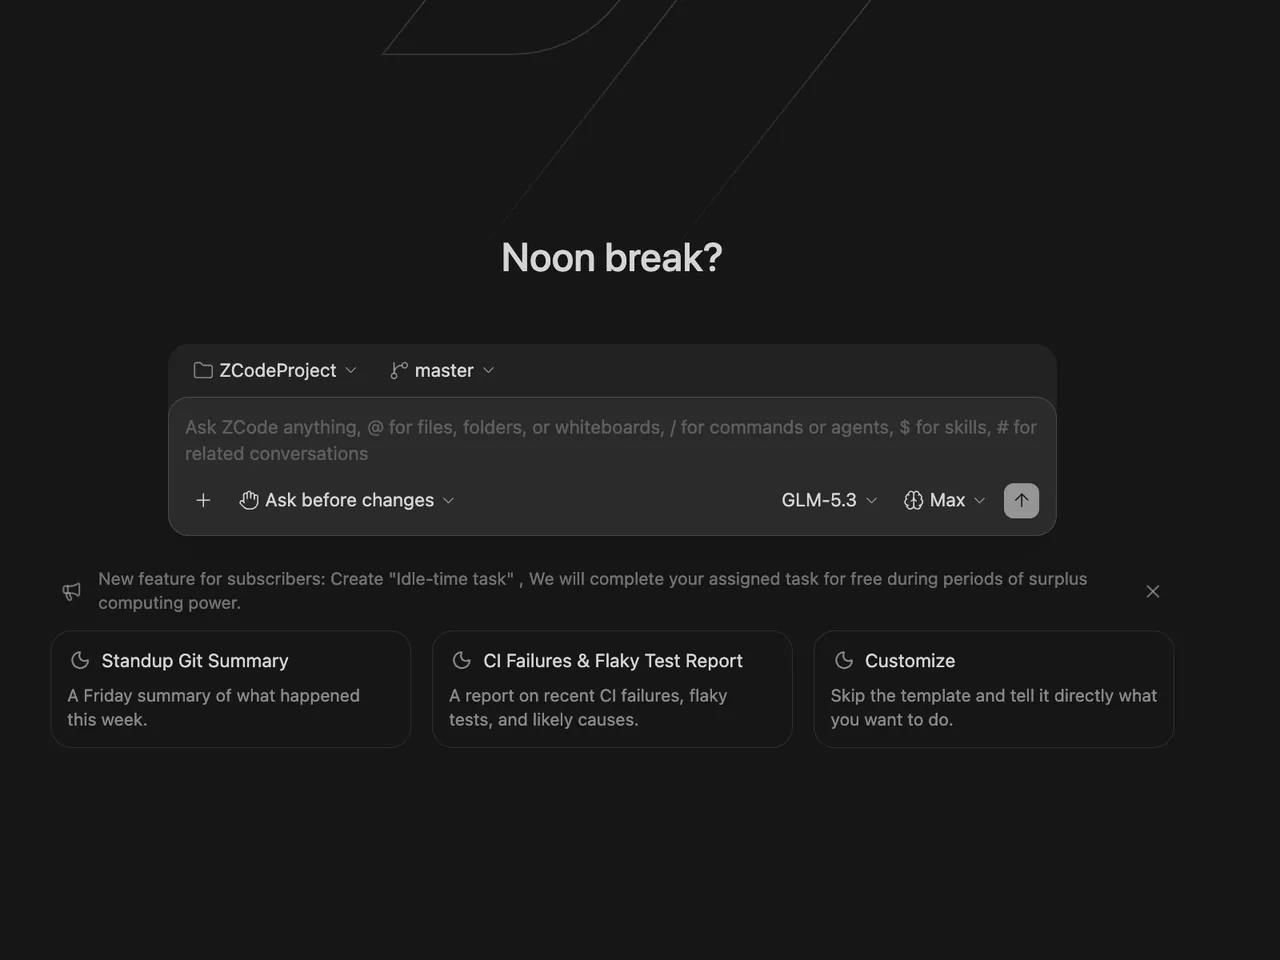 Noon break?
ZCodeProject master
Ask ZCode anything, @ for files, folders, or whiteboards, / for commands or agents, $ for skills, # for
related conversations
Ask before changes GLM-5.3 Max
New feature for subscribers: Create "Idle-time task" , We will complete your assigned task for free during periods of surplus
computing power.
Standup Git Summary
A Friday summary of what happened
this week.
CI Failures & Flaky Test Report
A report on recent CI failures, flaky
tests, and likely causes.
Customize
Skip the template and tell it directly what
you want to do.